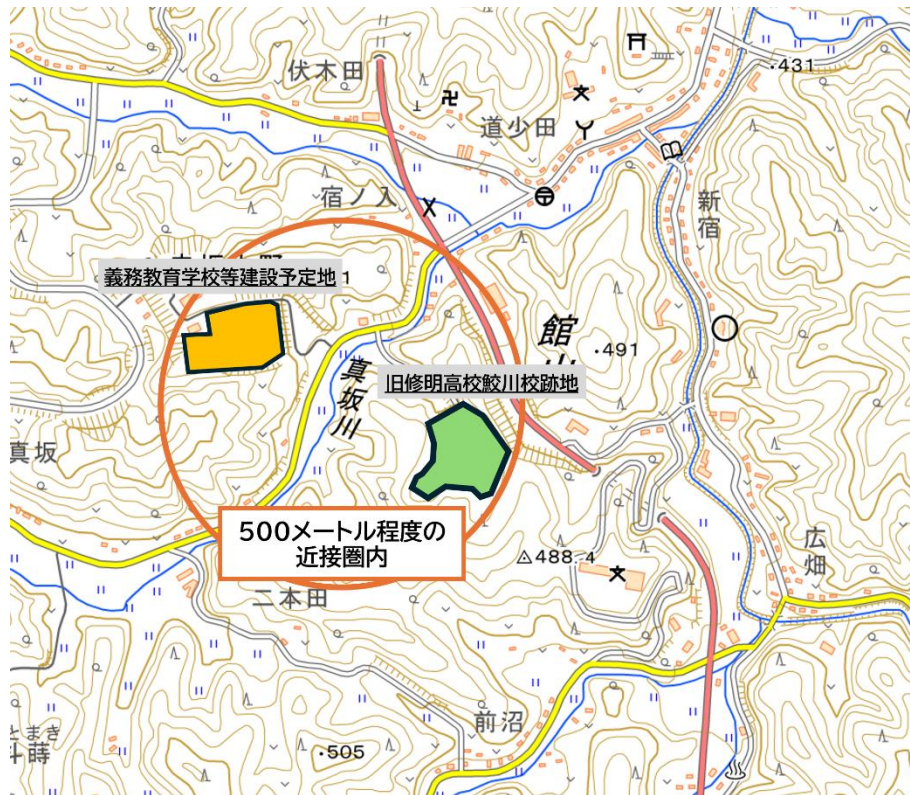 伏木田
・431
道少田
宿ノ入
新宿
義務教育学校等建設予定地
館山
・491
旧修明高校鮫川校跡地
真坂川
真坂
500メートル程度の
近接圏内
488.4
広畑
二本田
前沼
・505